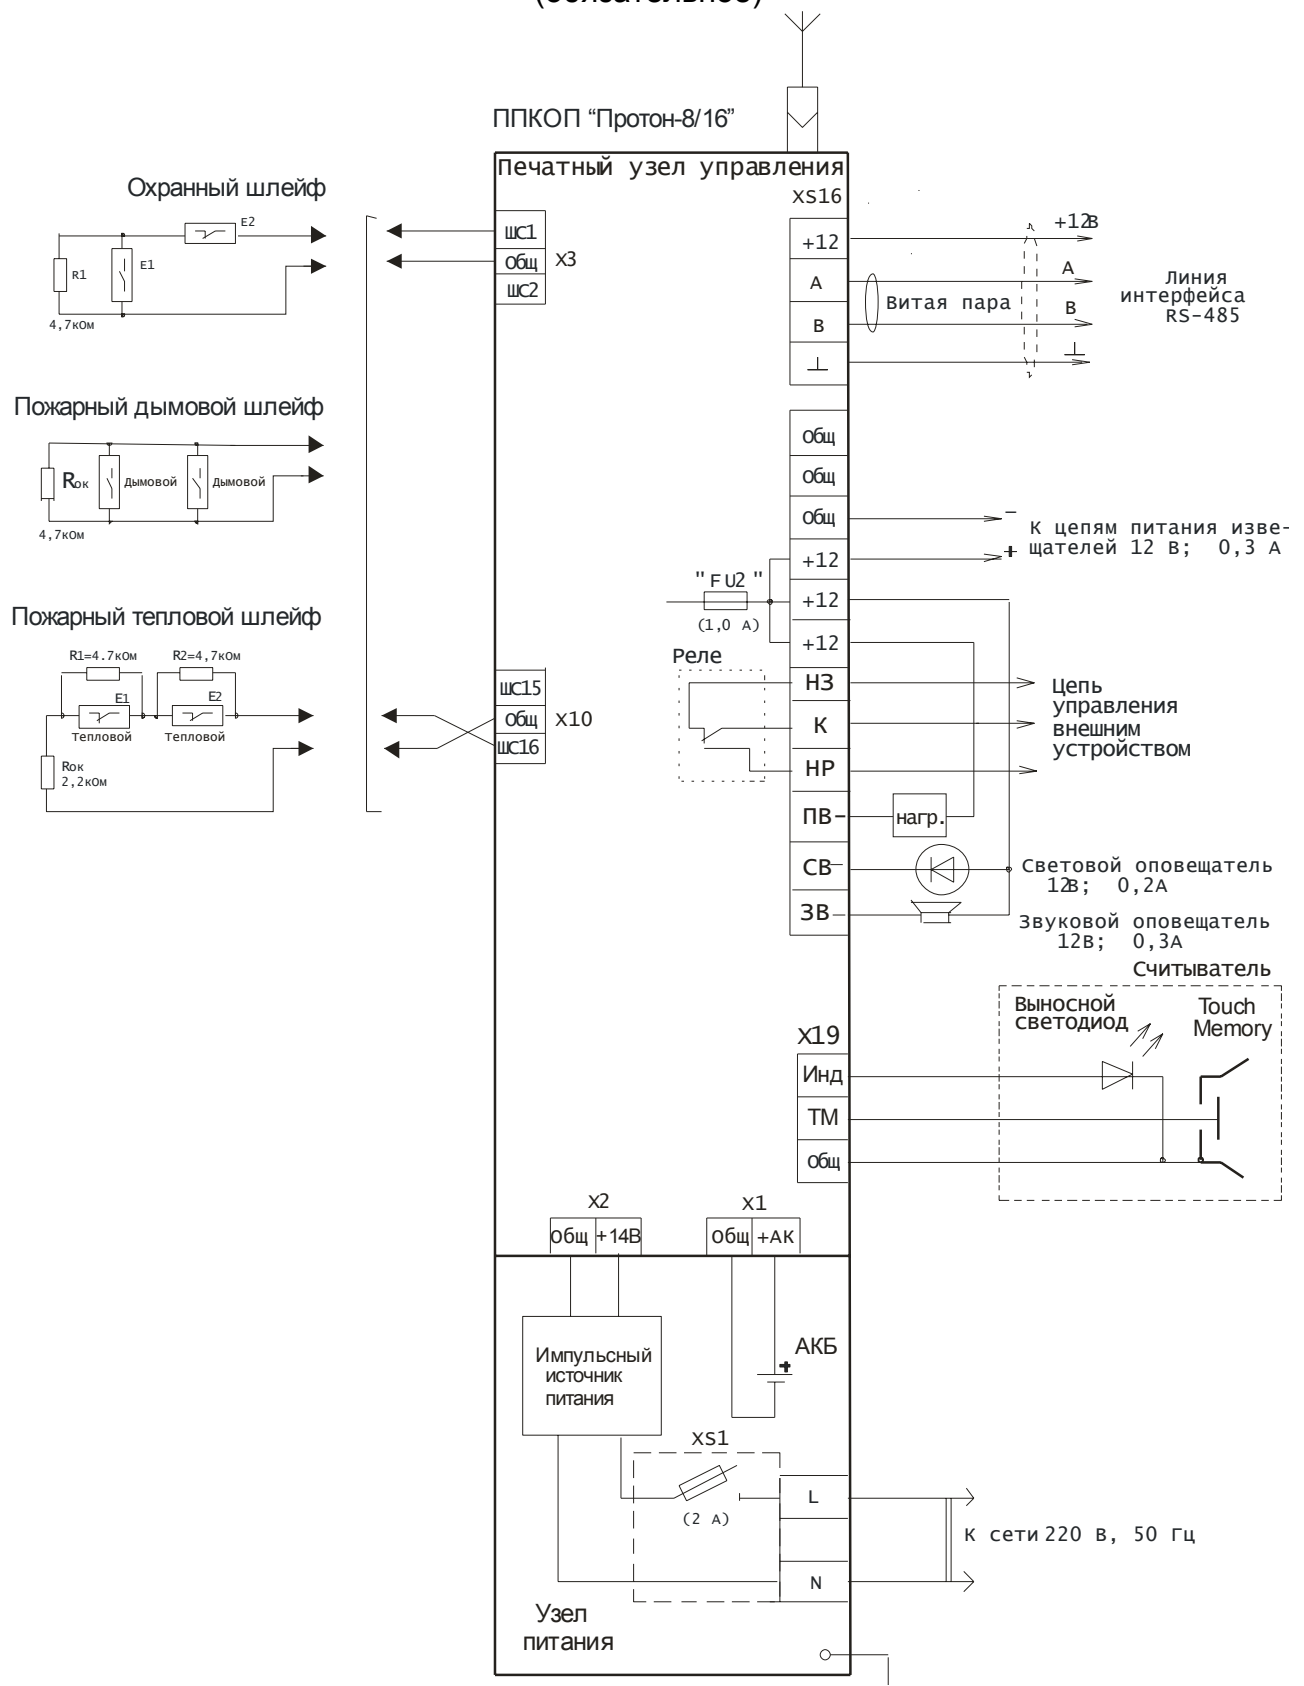 ППКОП “Протон-8/16”
Печатный узел управления
Охранный шлейф
E2
E1
R1
4,7кОм
Пожарный дымовой шлейф
Rок
Дымовой
Дымовой
4,7кОм
Пожарный тепловой шлейф
R1=4.7кОм
R2=4,7кОм
E1
E2
Тепловой
Тепловой
Rок
2,2кОм
ШС1
Общ
ШС2
X3
ШС15
Общ
ШС16
X10
XS16
+12
A
B
⊥
Витая пара
+12В
A
B
⊥
Линия
интерфейса
RS-485
Общ
Общ
Общ
+12
+12
+12
НЗ
К
НР
ПВ-
СВ-
ЗВ-
"FU2"
(1,0 А)
Реле
-
+
К цепям питания изве-
щателей 12 В; 0,3 А
Цепь
управления
внешним
устройством
нагр.
Световой оповещатель
12В; 0,2А
Звуковой оповещатель
12В; 0,3А
Считыватель
Выносной
светодиод
Touch
Memory
X19
Инд
ТМ
Общ
X2
Общ
+14В
X1
Общ
+АК
Импульсный
источник
питания
+
АКБ
XS1
(2 А)
L
N
К сети 220 В, 50 Гц
Узел
питания